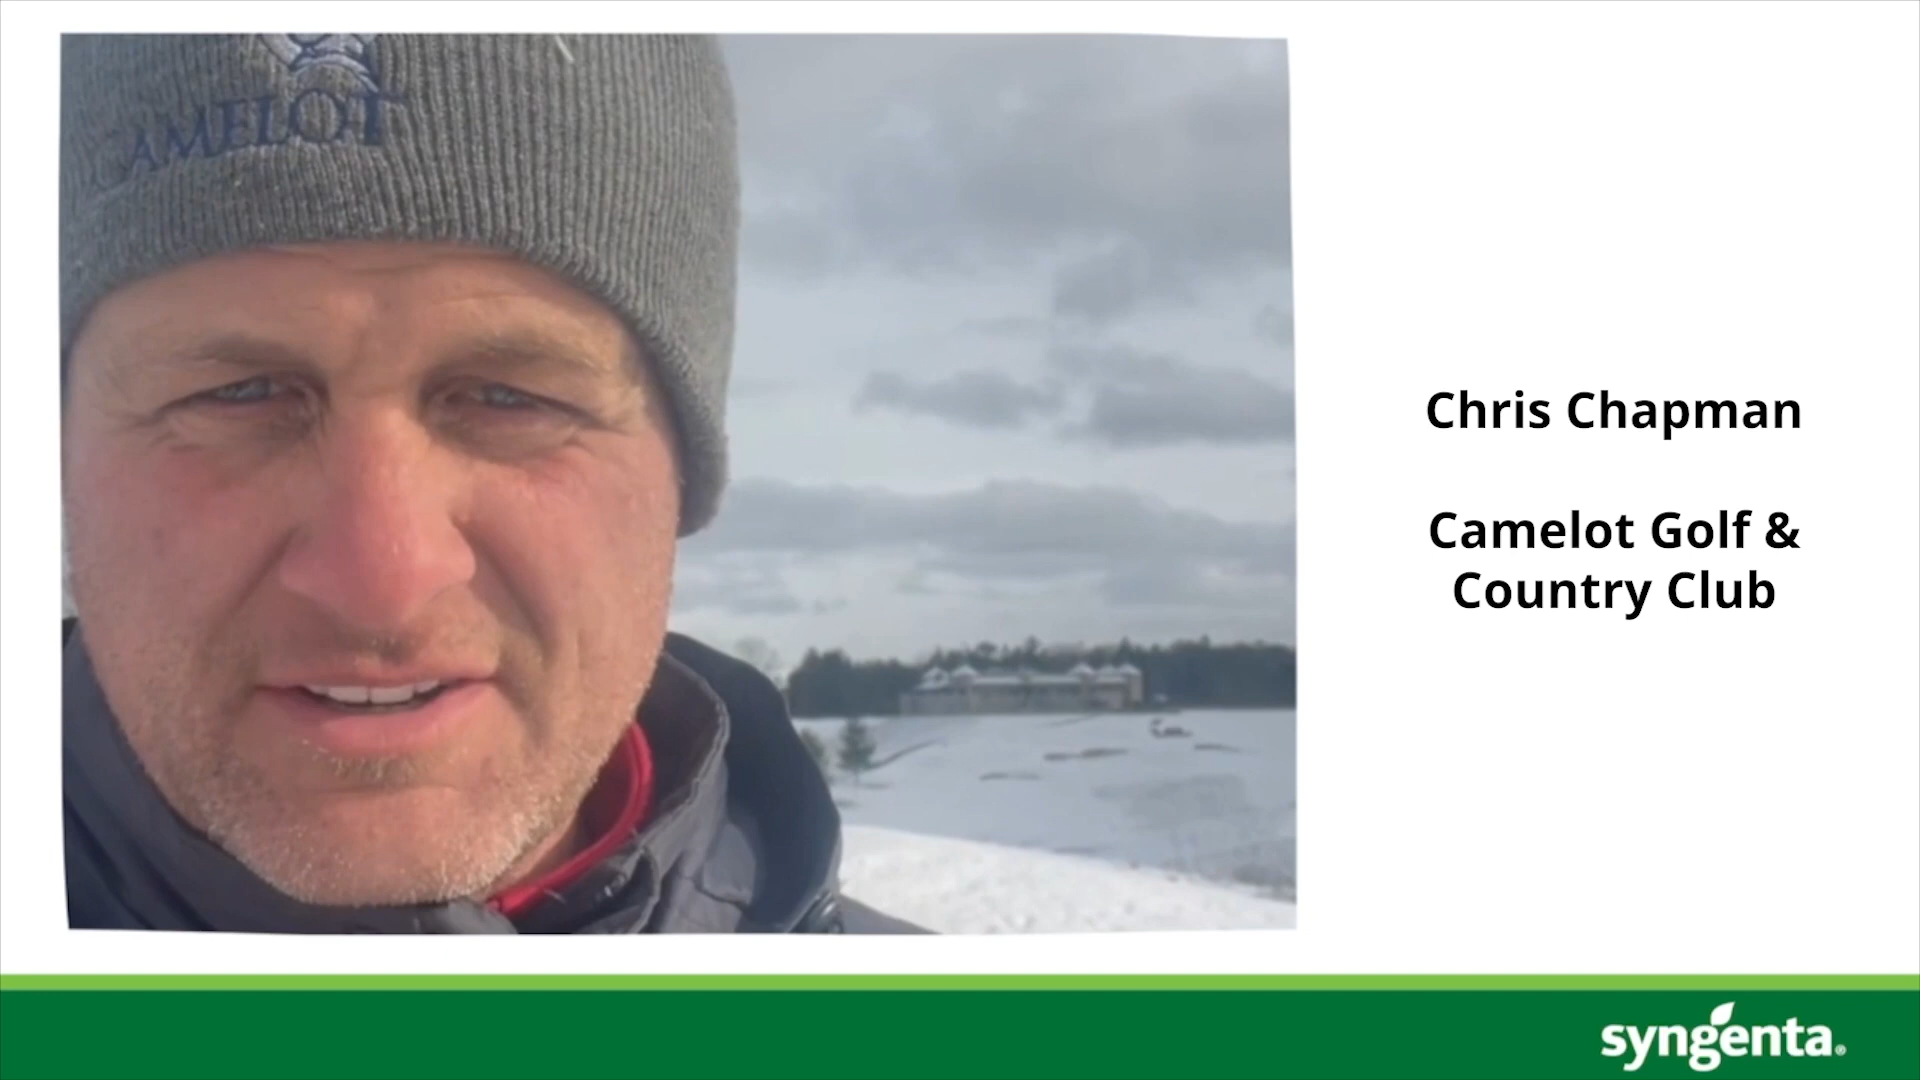 CAMELOT
Chris Chapman
Camelot Golf &
Country Club
syngenta®